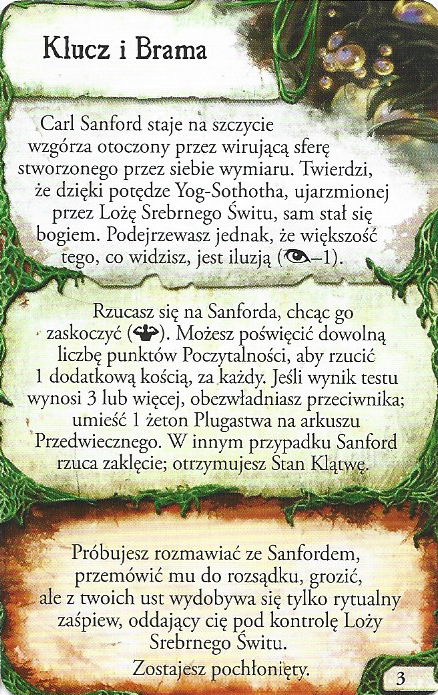 Klucz i Brama
Carl Sanford staje na szczycie
wzgórza otoczony przez wirującą sferę
stworzonego przez siebie wymiaru. Twierdzi,
że dzięki potędze Yog-Sothotha, ujarzmionej
przez Lożę Srebrnego Świtu, sam stał się
bogiem. Podejrzewasz jednak, że większość
tego, co widzisz, jest iluzją (–1).
Rzucasz się na Sanforda, chcąc go
zaskoczyć (). Możesz poświęcić dowolną
liczbę punktów Poczytalności, aby rzucić
1 dodatkową kością, za każdy. Jeśli wynik testu
wynosi 3 lub więcej, obezwładniasz przeciwnika;
umieść 1 żeton Plugastwa na arkuszu
Przedwiecznego. W innym przypadku Sanford
rzuca zaklęcie; otrzymujesz Stan Klątwę.
Próbujesz rozmawiać ze Sanfordem,
przemówić mu do rozsądku, grozić,
ale z twoich ust wydobywa się tylko rytualny
zaśpiew, oddający cię pod kontrolę Loży
Srebrnego Świtu.
Zostajesz pochłonięty.
3